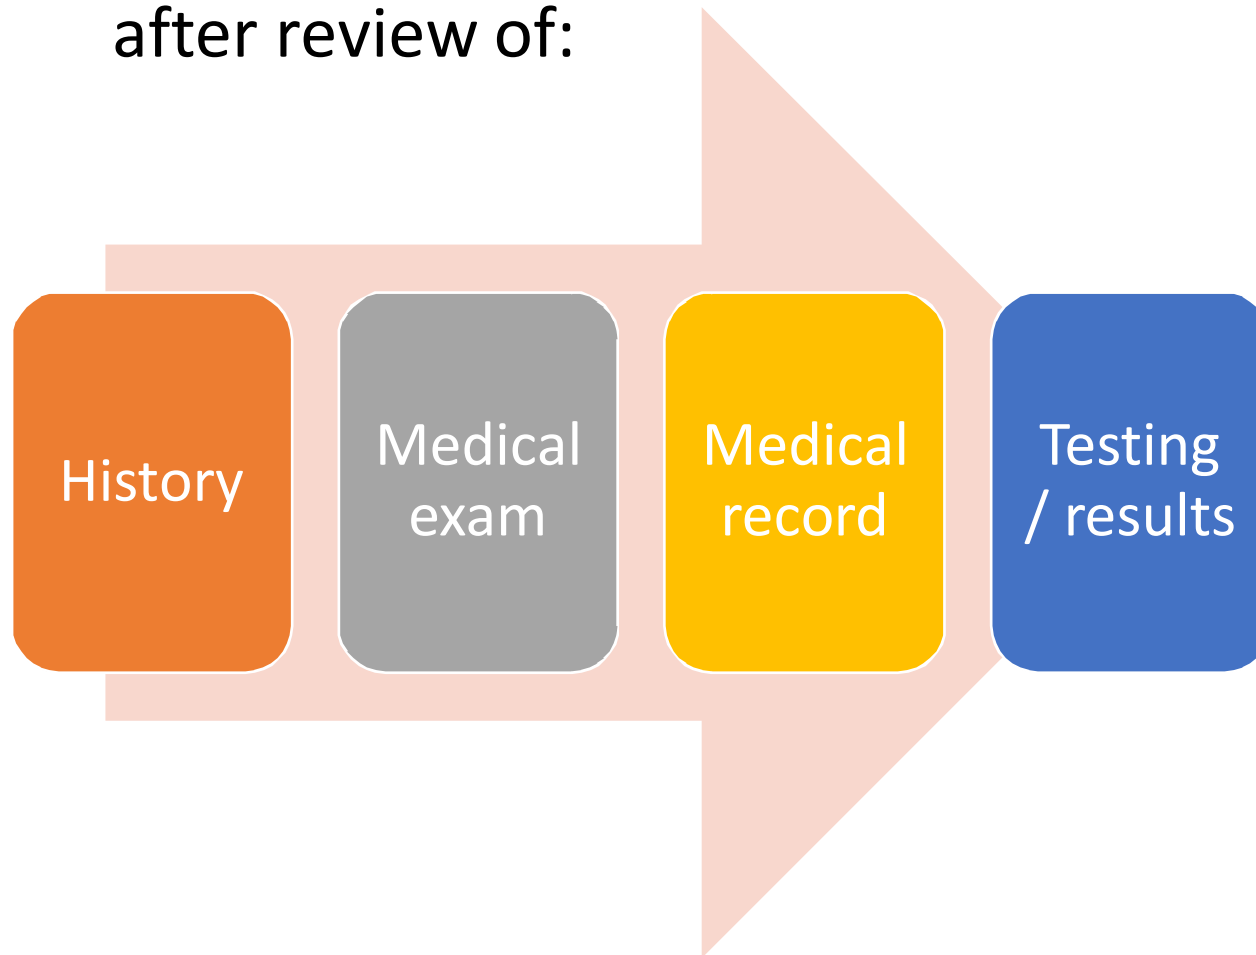 after review of:
History
Medical
exam
Medical
record
Testing
/ results